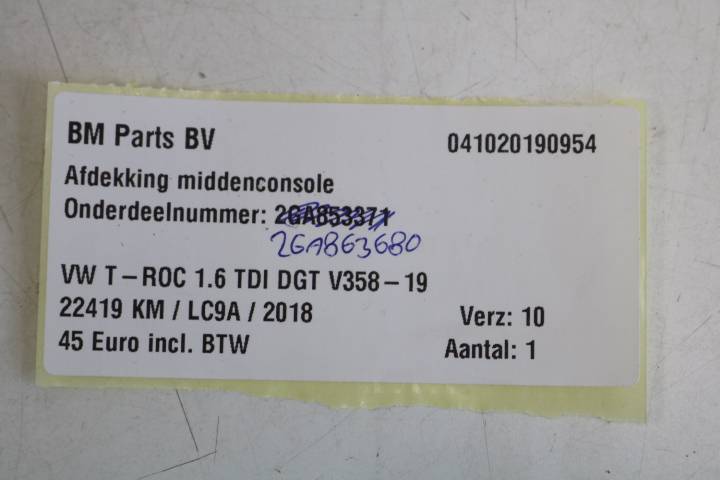 BM Parts BV 041020190954
Afdekking middenconsole
Onderdeelnummer: 2GA853371
2GA863680
VW T-ROC 1.6 TDI DGT V358-19
22419 KM / LC9A / 2018 Verz: 10
45 Euro incl. BTW Aantal: 1